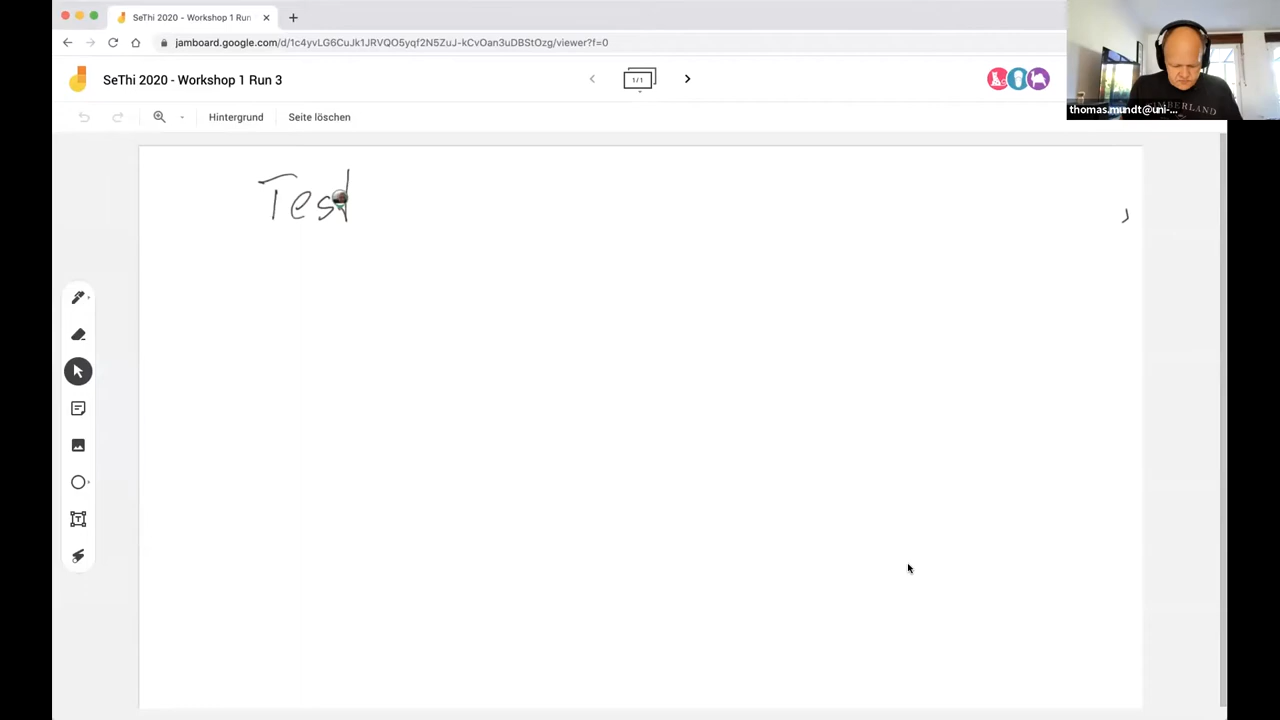 SeThi 2020 - Workshop 1 Run
jamboard.google.com/d/1c4yvLG6CuJk1JRVQO5yqf2N5ZuJ-kCvOan3uDBStOzg/viewer?f=0
SeThi 2020 - Workshop 1 Run 3
1/1
Hintergrund
Seite löschen
TIMBERLAND
thomas.mundt@uni-...
Test